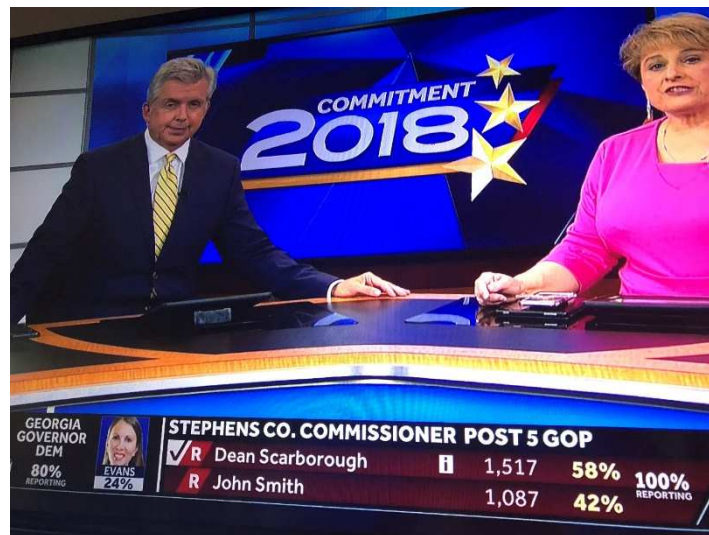 COMMITMENT
2018
GEORGIA
GOVERNOR
DEM
80%
REPORTING
EVANS
24%
STEPHENS CO. COMMISSIONER POST 5 GOP
R Dean Scarborough i 1,517 58%
R John Smith 1,087 42%
100%
REPORTING